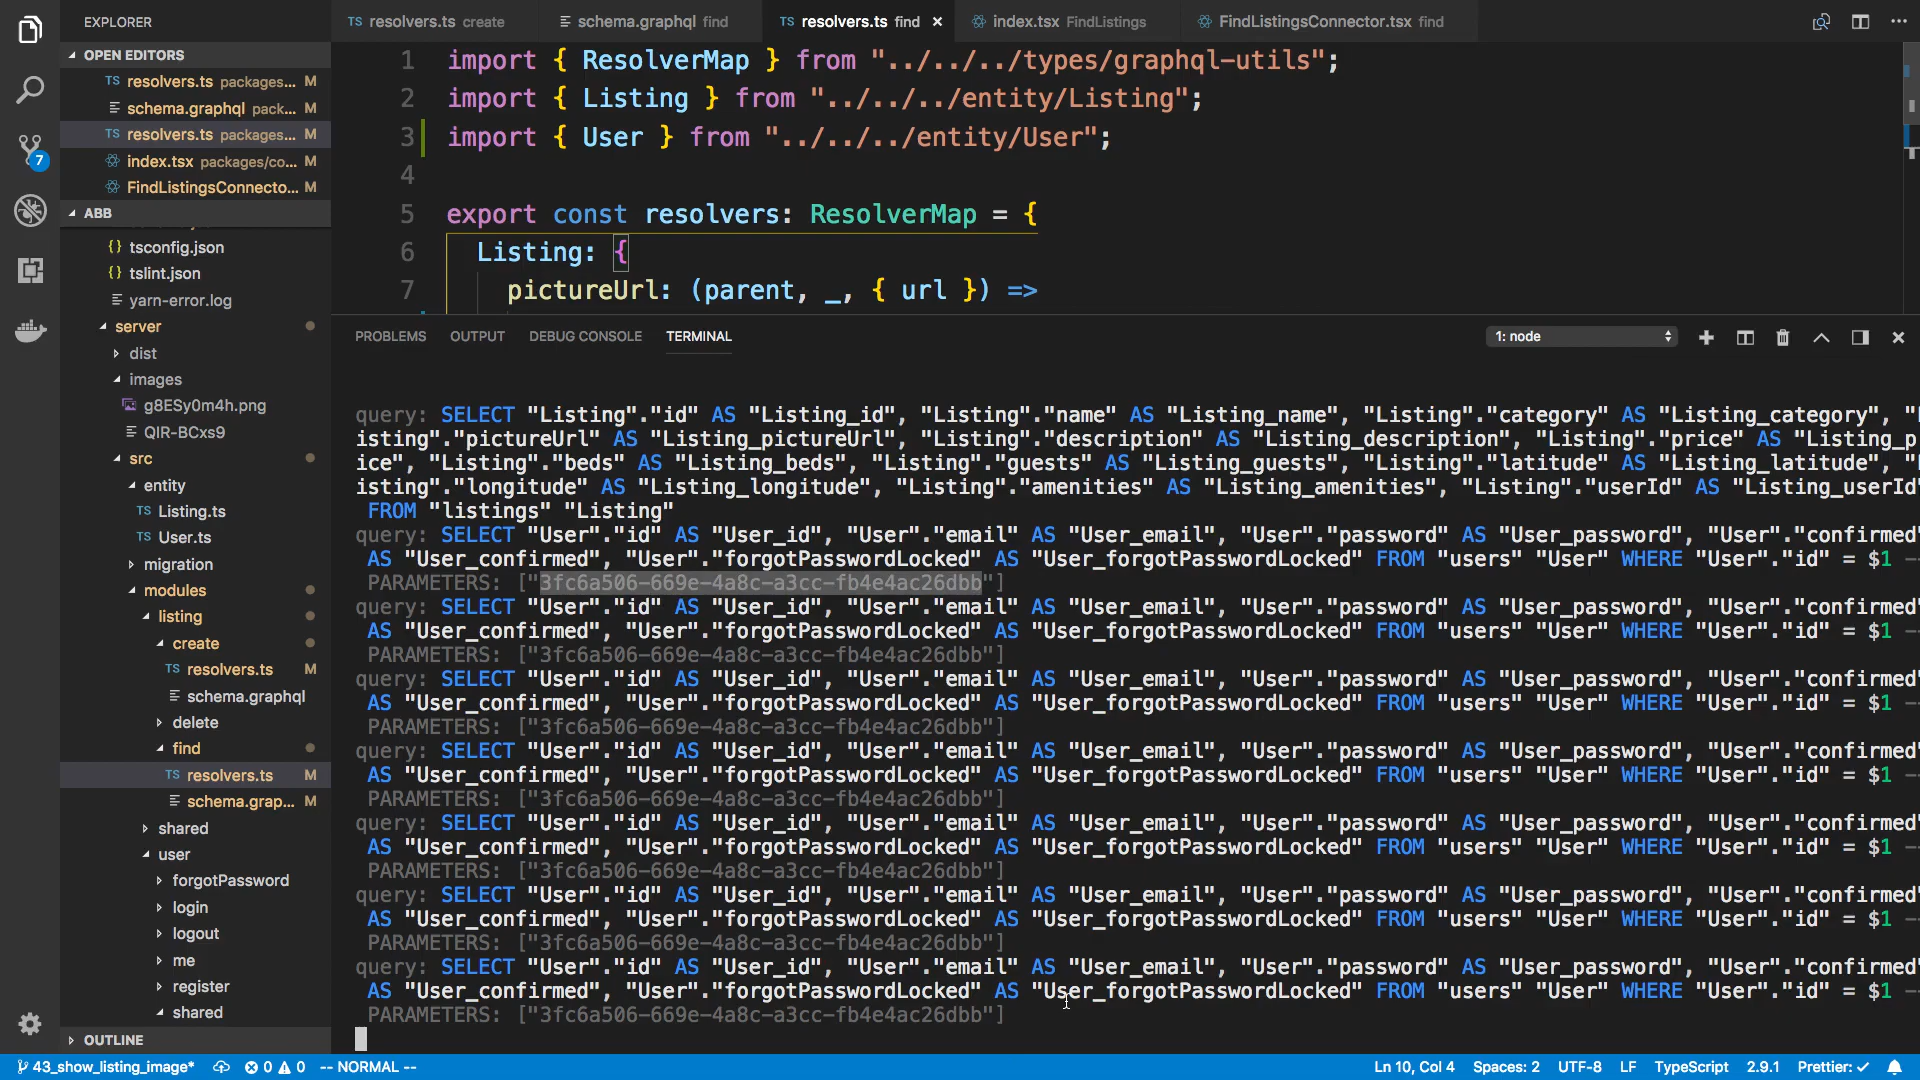 EXPLORER
OPEN EDITORS
TS resolvers.ts packages... M
schema.graphql pack... M
TS resolvers.ts packages... M
index.tsx packages/co... M
FindListingsConnecto... M
ABB
{} tsconfig.json
{} tslint.json
yarn-error.log
server
dist
images
g8ESy0m4h.png
QIR-BCxs9
src
entity
TS Listing.ts
TS User.ts
migration
modules
listing
create
TS resolvers.ts M
schema.graphql
delete
find
TS resolvers.ts M
schema.grap... M
shared
user
forgotPassword
login
logout
me
register
shared
OUTLINE
7
TS resolvers.ts create
schema.graphql find
TS resolvers.ts find ×
index.tsx FindListings
FindListingsConnector.tsx find
1 import { ResolverMap } from "../../../types/graphql-utils";
2 import { Listing } from "../../../entity/Listing";
3 import { User } from "../../../entity/User";
4
5 export const resolvers: ResolverMap = {
6 Listing: {
7 pictureUrl: (parent, _, { url }) =>
PROBLEMS OUTPUT DEBUG CONSOLE TERMINAL 1: node
query: SELECT "Listing"."id" AS "Listing_id", "Listing"."name" AS "Listing_name", "Listing"."category" AS "Listing_category", "
isting"."pictureUrl" AS "Listing_pictureUrl", "Listing"."description" AS "Listing_description", "Listing"."price" AS "Listing_p
ice", "Listing"."beds" AS "Listing_beds", "Listing"."guests" AS "Listing_guests", "Listing"."latitude" AS "Listing_latitude", "
isting"."longitude" AS "Listing_longitude", "Listing"."amenities" AS "Listing_amenities", "Listing"."userId" AS "Listing_userId"
FROM "listings" "Listing"
query: SELECT "User"."id" AS "User_id", "User"."email" AS "User_email", "User"."password" AS "User_password", "User"."confirmed"
AS "User_confirmed", "User"."forgotPasswordLocked" AS "User_forgotPasswordLocked" FROM "users" "User" WHERE "User"."id" = $1 --
PARAMETERS: ["3fc6a506-669e-4a8c-a3cc-fb4e4ac26dbb"]
query: SELECT "User"."id" AS "User_id", "User"."email" AS "User_email", "User"."password" AS "User_password", "User"."confirmed"
AS "User_confirmed", "User"."forgotPasswordLocked" AS "User_forgotPasswordLocked" FROM "users" "User" WHERE "User"."id" = $1 --
PARAMETERS: ["3fc6a506-669e-4a8c-a3cc-fb4e4ac26dbb"]
query: SELECT "User"."id" AS "User_id", "User"."email" AS "User_email", "User"."password" AS "User_password", "User"."confirmed"
AS "User_confirmed", "User"."forgotPasswordLocked" AS "User_forgotPasswordLocked" FROM "users" "User" WHERE "User"."id" = $1 --
PARAMETERS: ["3fc6a506-669e-4a8c-a3cc-fb4e4ac26dbb"]
query: SELECT "User"."id" AS "User_id", "User"."email" AS "User_email", "User"."password" AS "User_password", "User"."confirmed"
AS "User_confirmed", "User"."forgotPasswordLocked" AS "User_forgotPasswordLocked" FROM "users" "User" WHERE "User"."id" = $1 --
PARAMETERS: ["3fc6a506-669e-4a8c-a3cc-fb4e4ac26dbb"]
query: SELECT "User"."id" AS "User_id", "User"."email" AS "User_email", "User"."password" AS "User_password", "User"."confirmed"
AS "User_confirmed", "User"."forgotPasswordLocked" AS "User_forgotPasswordLocked" FROM "users" "User" WHERE "User"."id" = $1 --
PARAMETERS: ["3fc6a506-669e-4a8c-a3cc-fb4e4ac26dbb"]
query: SELECT "User"."id" AS "User_id", "User"."email" AS "User_email", "User"."password" AS "User_password", "User"."confirmed"
AS "User_confirmed", "User"."forgotPasswordLocked" AS "User_forgotPasswordLocked" FROM "users" "User" WHERE "User"."id" = $1 --
PARAMETERS: ["3fc6a506-669e-4a8c-a3cc-fb4e4ac26dbb"]
query: SELECT "User"."id" AS "User_id", "User"."email" AS "User_email", "User"."password" AS "User_password", "User"."confirmed"
AS "User_confirmed", "User"."forgotPasswordLocked" AS "User_forgotPasswordLocked" FROM "users" "User" WHERE "User"."id" = $1 --
PARAMETERS: ["3fc6a506-669e-4a8c-a3cc-fb4e4ac26dbb"]
43_show_listing_image* 0 0 -- NORMAL -- Ln 10, Col 4 Spaces: 2 UTF-8 LF TypeScript 2.9.1 Prettier: ✓